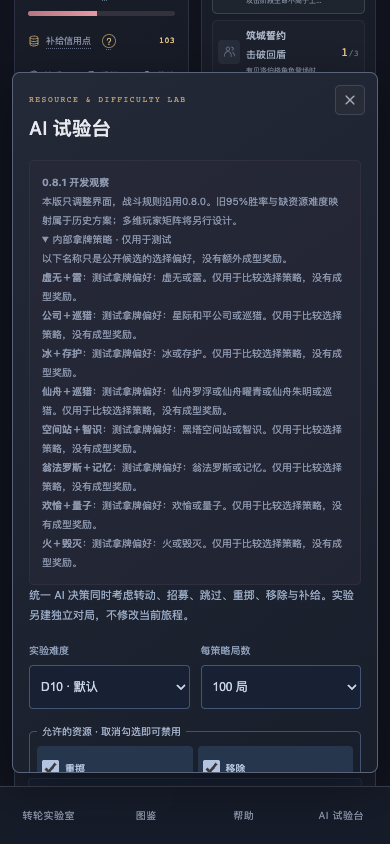 补给信用点 ? 103
筑城誓约
击破回盾
1/3
RESOURCE & DIFFICULTY LAB
AI 试验台
0.8.1 开发观察
本版只调整界面，战斗规则沿用0.8.0。旧95%胜率与缺资源难度映
射属于历史方案；多维玩家矩阵将另行设计。
▼ 内部拿牌策略 · 仅用于测试
以下名称只是公开候选的选择偏好，没有额外成型奖励。
虚无＋雷：测试拿牌偏好：虚无或雷。仅用于比较选择策略，没有成
型奖励。
公司＋巡猎：测试拿牌偏好：星际和平公司或巡猎。仅用于比较选择
策略，没有成型奖励。
冰＋存护：测试拿牌偏好：冰或存护。仅用于比较选择策略，没有成
型奖励。
仙舟＋巡猎：测试拿牌偏好：仙舟罗浮或仙舟曜青或仙舟朱明或巡
猎。仅用于比较选择策略，没有成型奖励。
空间站＋智识：测试拿牌偏好：黑塔空间站或智识。仅用于比较选择
策略，没有成型奖励。
翁法罗斯＋记忆：测试拿牌偏好：翁法罗斯或记忆。仅用于比较选择
策略，没有成型奖励。
欢愉＋量子：测试拿牌偏好：欢愉或量子。仅用于比较选择策略，没
有成型奖励。
火＋毁灭：测试拿牌偏好：火或毁灭。仅用于比较选择策略，没有成
型奖励。
统一 AI 决策同时考虑转动、招募、跳过、重掷、移除与补给。实验
另建独立对局，不修改当前旅程。
实验难度 每策略局数
D10 · 默认 100 局
允许的资源 · 取消勾选即可禁用
重掷 移除
转轮实验室 图鉴 帮助 AI 试验台